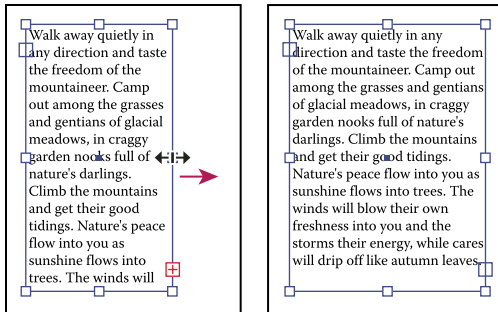 Walk away quietly in
any direction and taste
the freedom of the
mountaineer. Camp
out among the grasses
and gentians of glacial
meadows, in craggy
garden nooks full of
nature's darlings.
Climb the mountains
and get their good
tidings. Nature's peace
flow into you as
sunshine flows into
trees. The winds will
Walk away quietly in any
direction and taste the freedom
of the mountaineer. Camp out
among the grasses and gentians
of glacial meadows, in craggy
garden nooks full of nature's
darlings. Climb the mountains
and get their good tidings.
Nature's peace flow into you as
sunshine flows into trees. The
winds will blow their own
freshness into you and the
storms their energy, while cares
will drip off like autumn leaves.